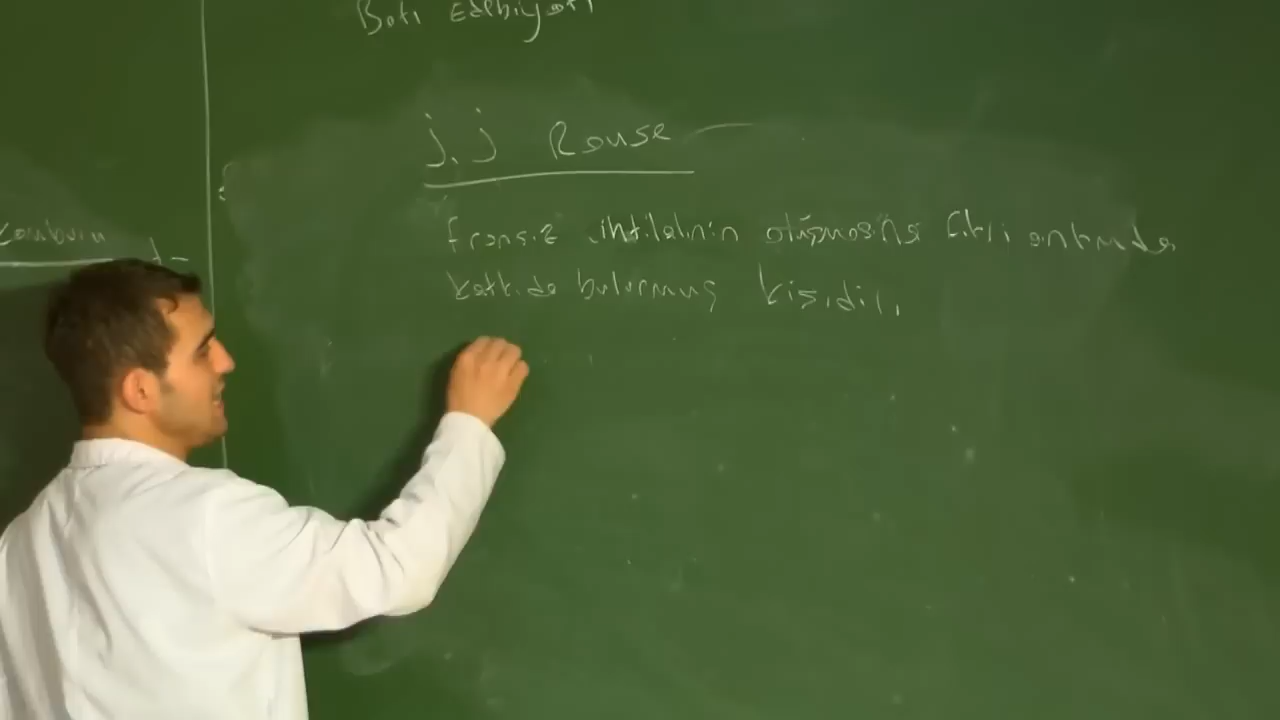 Batı Edebiyatı
J.J Rouse
fransız ihtilalinin oluşmasına fikri anlamda
katkıda bulunmuş kişidir.